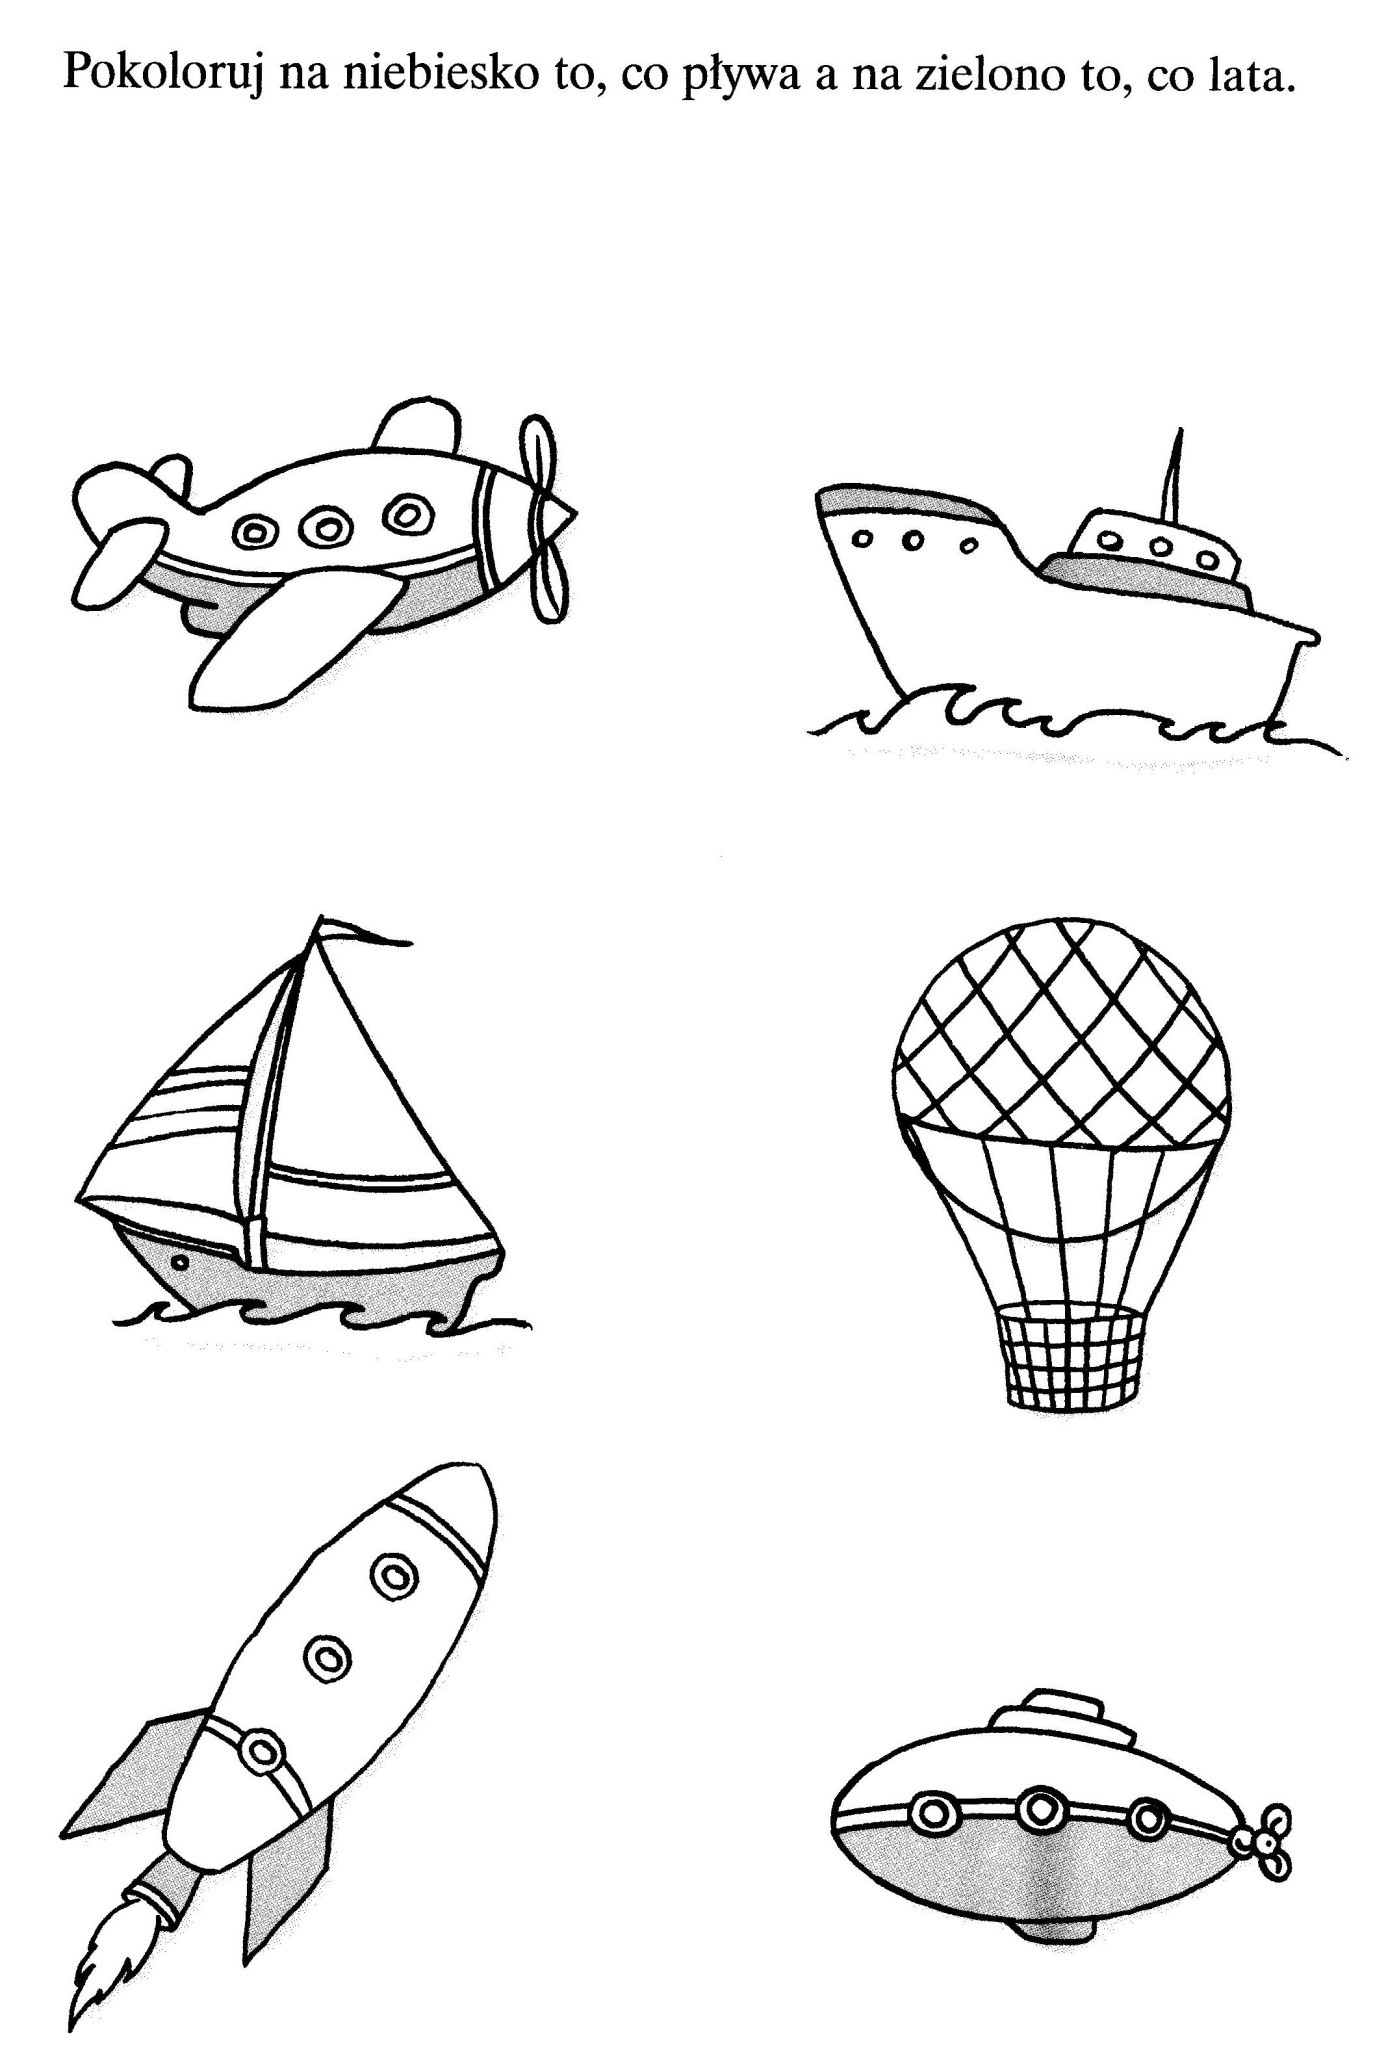 Pokoloruj na niebiesko to, co pływa a na zielono to, co lata.